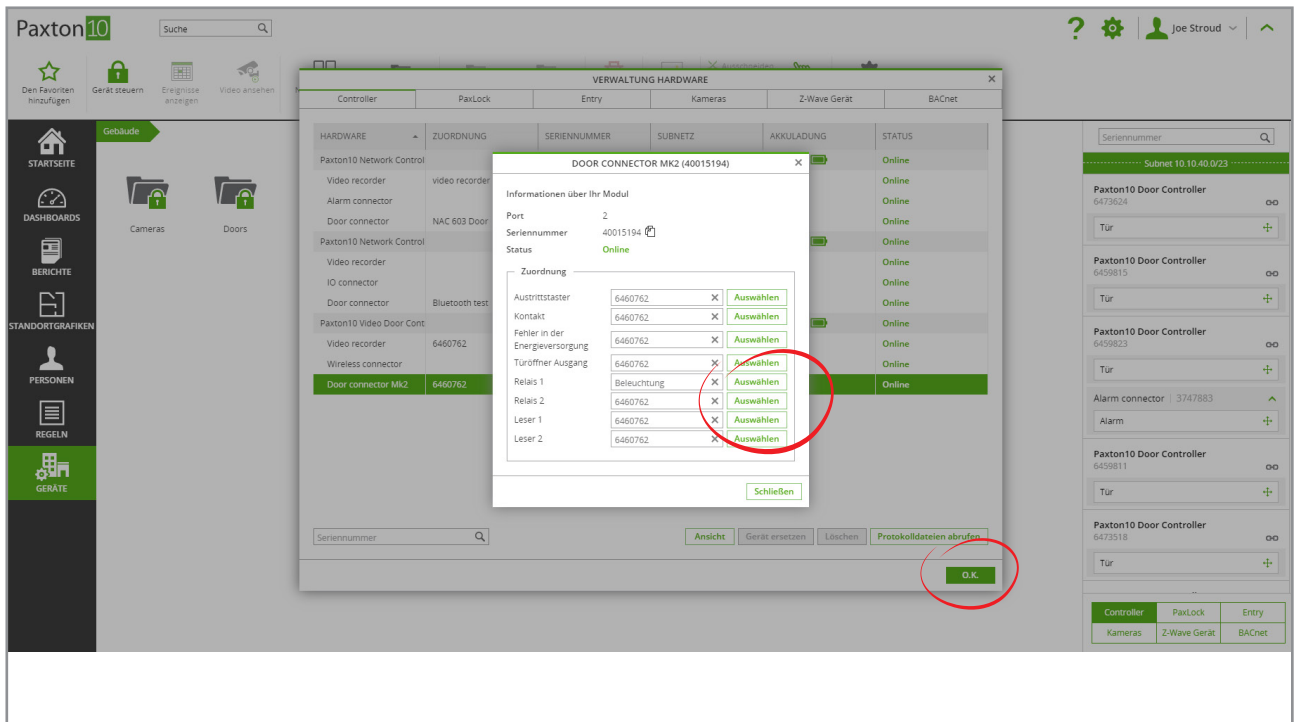 Paxton10
Suche
Joe Stroud
Den Favoriten
hinzufügen
Gerät steuern
Ereignisse
anzeigen
Video ansehen
VERWALTUNG HARDWARE
Controller PaxLock Entry Kameras Z-Wave Gerät BACnet
STARTSEITE
DASHBOARDS
BERICHTE
STANDORTGRAFIKEN
PERSONEN
REGELN
GERÄTE
Gebäude
Cameras Doors
HARDWARE ZUORDNUNG SERIENNUMMER SUBNETZ AKKULADUNG STATUS
Paxton10 Network Control Online
Video recorder video recorder Online
Alarm connector Online
Door connector NAC 603 Door Online
Paxton10 Network Control Online
Video recorder Online
IO connector Online
Door connector Bluetooth test Online
Paxton10 Video Door Cont Online
Video recorder 6460762 Online
Wireless connector Online
Door connector Mk2 6460762 Online
DOOR CONNECTOR MK2 (40015194)
Informationen über Ihr Modul
Port 2
Seriennummer 40015194
Status Online
Zuordnung
Austrittstaster 6460762 Auswählen
Kontakt 6460762 Auswählen
Fehler in der
Energieversorgung 6460762 Auswählen
Türöffner Ausgang 6460762 Auswählen
Relais 1 Beleuchtung Auswählen
Relais 2 6460762 Auswählen
Leser 1 6460762 Auswählen
Leser 2 6460762 Auswählen
Schließen
Seriennummer
Ansicht Gerät ersetzen Löschen Protokolldateien abrufen
O.K.
Seriennummer
Subnet 10.10.40.0/23
Paxton10 Door Controller
6473624
Tür
Paxton10 Door Controller
6459815
Tür
Paxton10 Door Controller
6459823
Tür
Alarm connector | 3747883
Alarm
Paxton10 Door Controller
6459811
Tür
Paxton10 Door Controller
6473518
Tür
Controller PaxLock Entry
Kameras Z-Wave Gerät BACnet